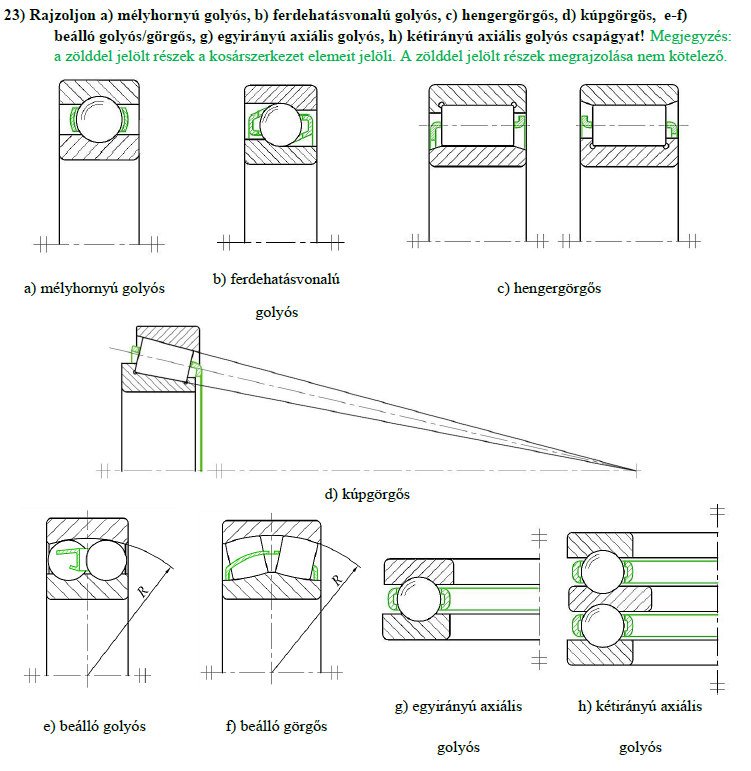 23) Rajzoljon a) mélyhornyú golyós, b) ferdehatásvonalú golyós, c) hengergörgős, d) kúpgörgös, e-f)
beálló golyós/görgős, g) egyirányú axiális golyós, h) kétirányú axiális golyós csapágyat! Megjegyzés:
a zölddel jelölt részek a kosárszerkezet elemeit jelöli. A zölddel jelölt részek megrajzolása nem kötelező.
a) mélyhornyú golyós
b) ferdehatásvonalú
golyós
c) hengergörgős
d) kúpgörgős
R
R
e) beálló golyós
f) beálló görgős
g) egyirányú axiális
golyós
h) kétirányú axiális
golyós